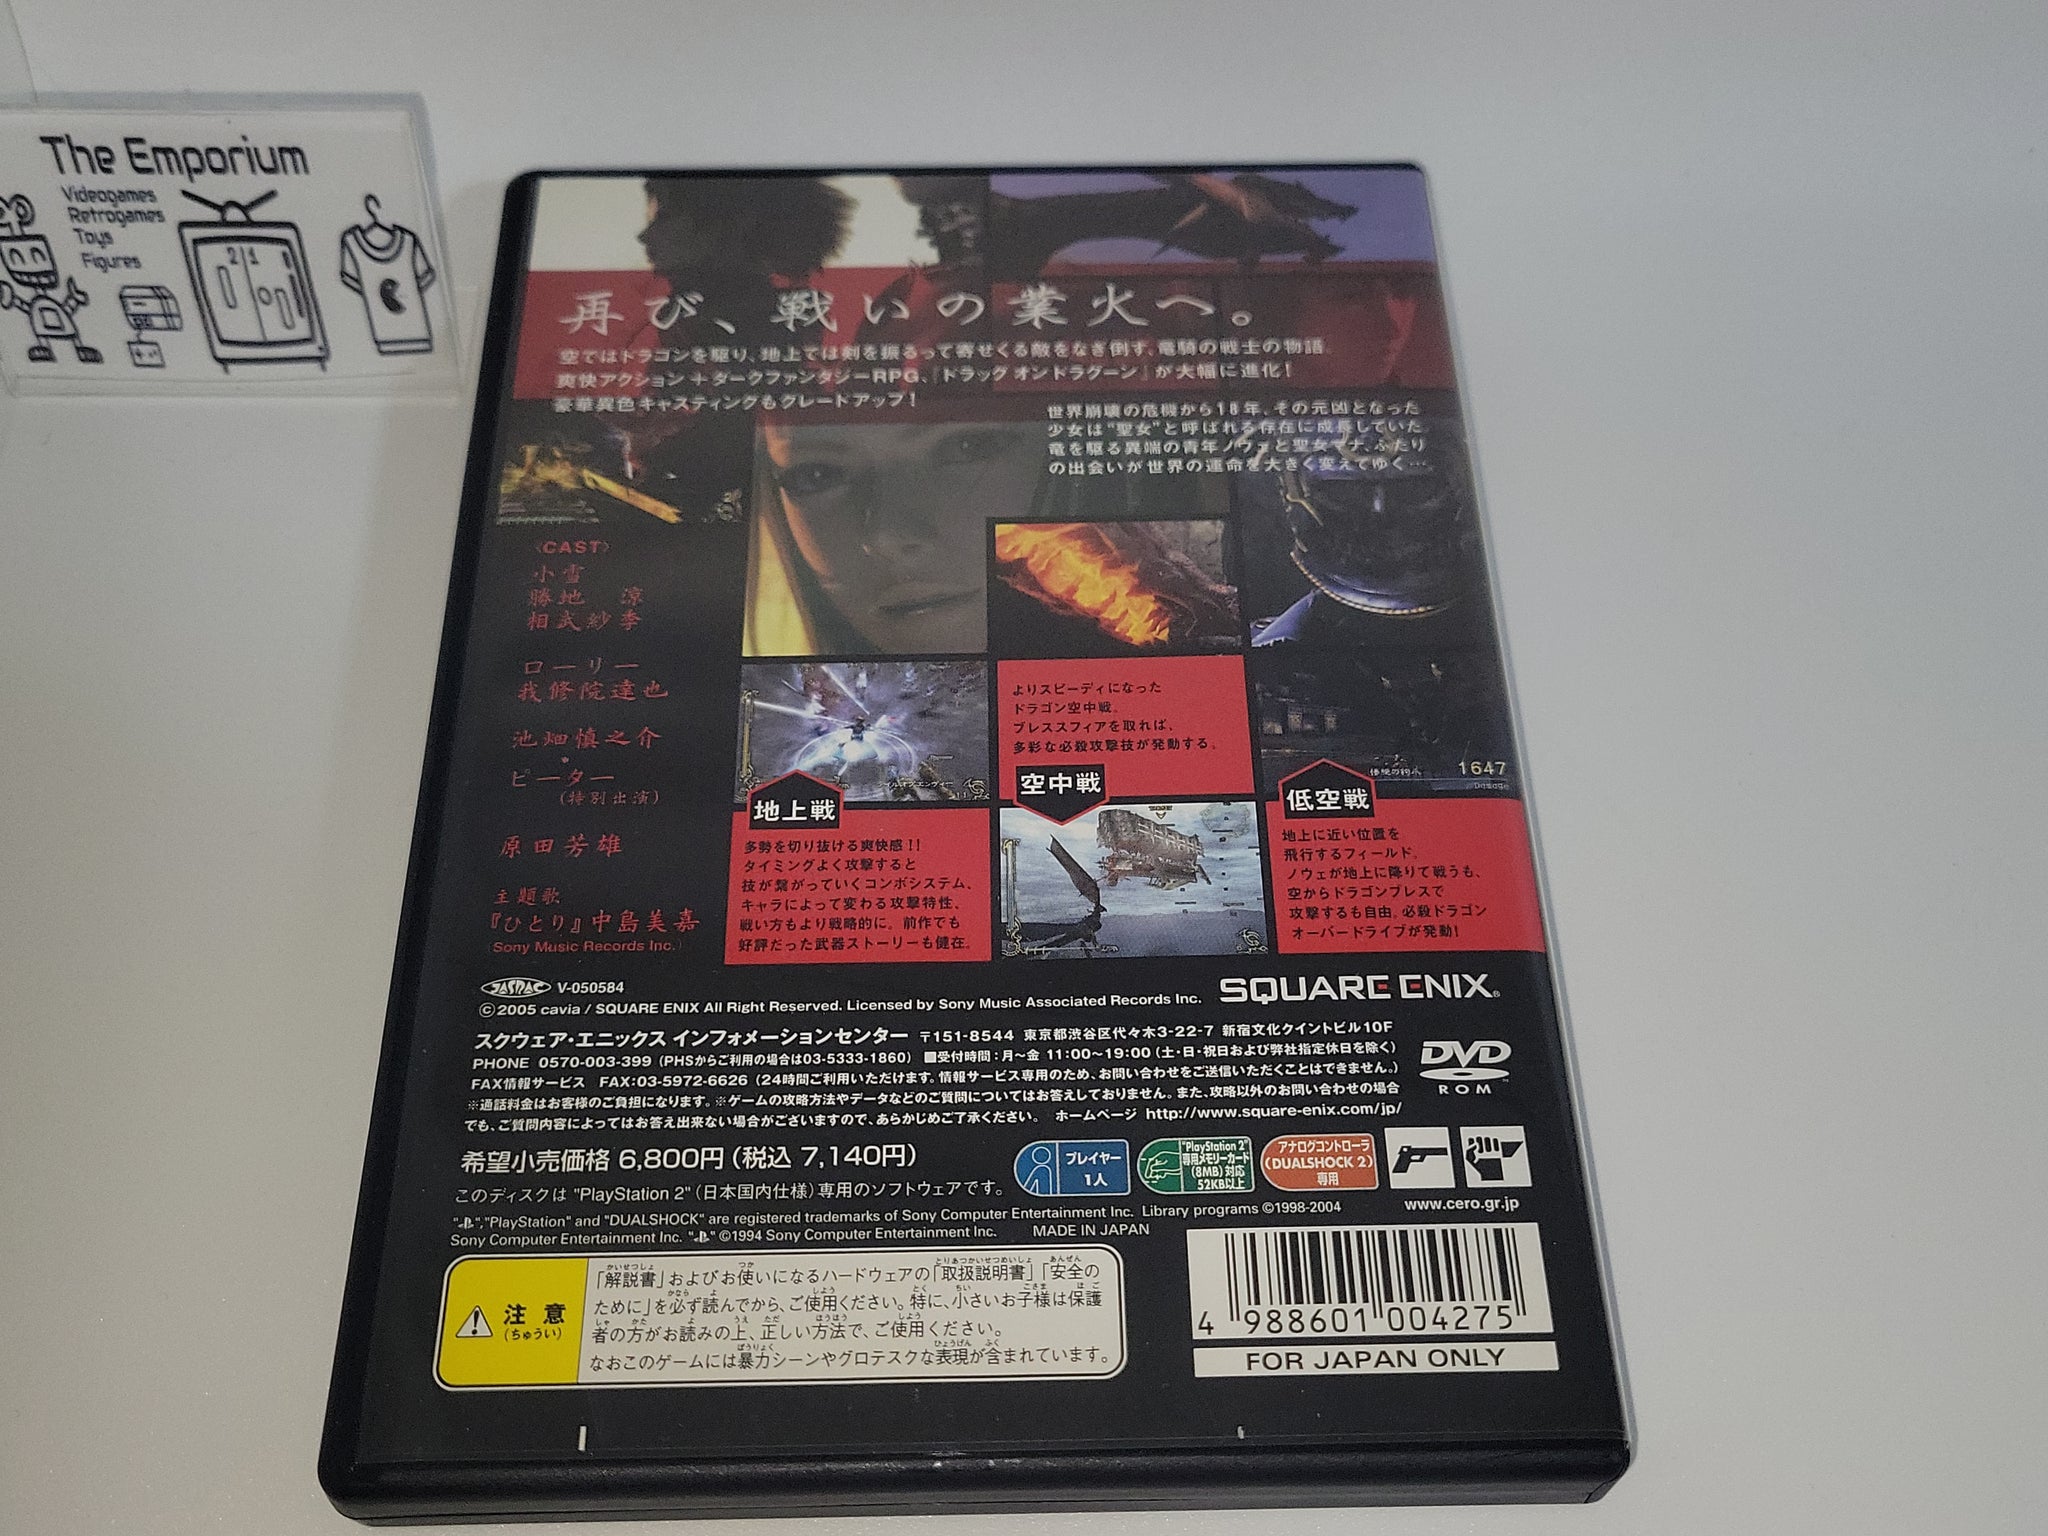 The Emporium
Videogames
Retrogames
Toys
Figures
21
再び、戦いの業火へ。
空ではドラゴンを駆り、地上では剣を振るって寄せくる敵をなぎ倒す、竜騎の戦士の物語。
爽快アクション＋ダークファンタジーRPG、『ドラッグ オン ドラグーン』が大幅に進化！
豪華異色キャスティングもグレードアップ！
世界崩壊の危機から18年、その元凶となった
少女は“聖女”と呼ばれる存在に成長していた。
竜を駆る異端の青年ノウェと聖女マナ、ふたり
の出会いが世界の運命を大きく変えてゆく…。
〈CAST〉
小雪
勝地 涼
相武紗季
ローリー
我修院達也
池畑慎之介
ピーター
(特別出演)
原田芳雄
主題歌
『ひとり』中島美嘉
(Sony Music Records Inc.)
よりスピーディになった
ドラゴン空中戦。
ブレススフィアを取れば、
多彩な必殺攻撃技が発動する。
空中戦
1647
Damage
地上戦
多勢を切り抜ける爽快感！！
タイミングよく攻撃すると
技が繋がっていくコンボシステム、
キャラによって変わる攻撃特性、
戦い方もより戦略的に。前作でも
好評だった武器ストーリーも健在。
低空戦
地上に近い位置を
飛行するフィールド。
ノウェが地上に降りて戦うも、
空からドラゴンブレスで
攻撃するも自由。必殺ドラゴン
オーバードライブが発動！
JASRAC V-050584
SQUARE ENIX®
©2005 cavia / SQUARE ENIX All Right Reserved. Licensed by Sony Music Associated Records Inc.
スクウェア・エニックス インフォメーションセンター 〒151-8544 東京都渋谷区代々木3-22-7 新宿文化クイントビル10F
PHONE 0570-003-399（PHSからご利用の場合は03-5333-1860） ■受付時間：月～金 11:00～19:00（土・日・祝日および弊社指定休日を除く）
FAX情報サービス FAX:03-5972-6626（24時間ご利用いただけます。情報サービス専用のため、お問い合わせをご送信いただくことはできません。）
※通話料金はお客様のご負担になります。※ゲームの攻略方法やデータなどのご質問についてはお答えしておりません。また、攻略以外のお問い合わせの場合
でも、ご質問内容によってはお答え出来ない場合がございますので、あらかじめご了承ください。 ホームページ http://www.square-enix.com/jp/
DVD
ROM
希望小売価格 6,800円（税込 7,140円）
プレイヤー
1人
"PlayStation 2"
専用メモリーカード
(8MB)対応
52KB以上
アナログコントローラ
(DUALSHOCK 2)
専用
このディスクは "PlayStation 2"（日本国内仕様）専用のソフトウェアです。
www.cero.gr.jp
" ","PlayStation" and "DUALSHOCK" are registered trademarks of Sony Computer Entertainment Inc. Library programs ©1998-2004
Sony Computer Entertainment Inc. " " ©1994 Sony Computer Entertainment Inc. MADE IN JAPAN
注意
(ちゅうい)
「解説書」およびお使いになるハードウェアの「取扱説明書」「安全の
ために」を必ず読んでから、ご使用ください。特に、小さいお子様は保護
者の方がお読みの上、正しい方法で、ご使用ください。
なおこのゲームには暴力シーンやグロテスクな表現が含まれています。
4 988601 004275
FOR JAPAN ONLY